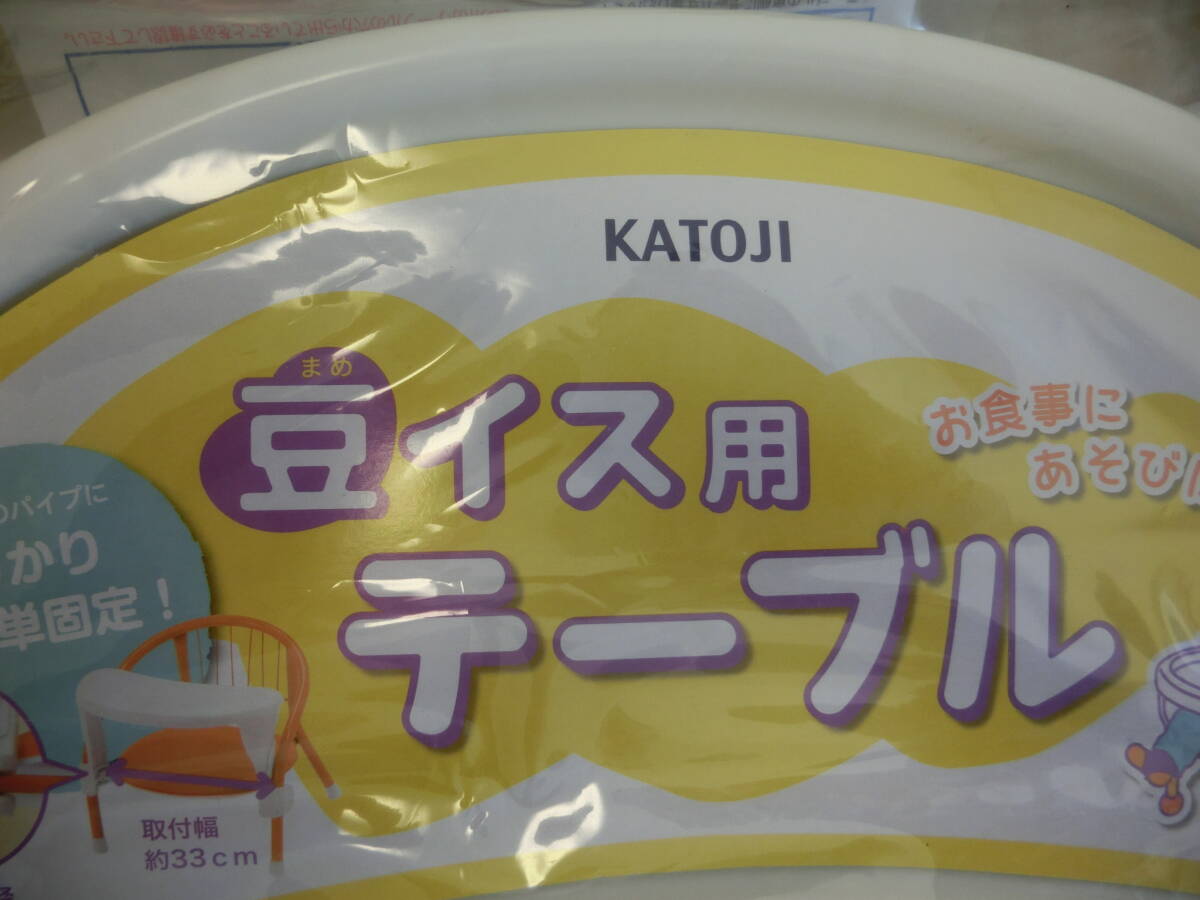 KATOJI
まめ
豆イス用
テーブル
お食事に
あそびに
のパイプに
かり
単固定！
取付幅
約33cm